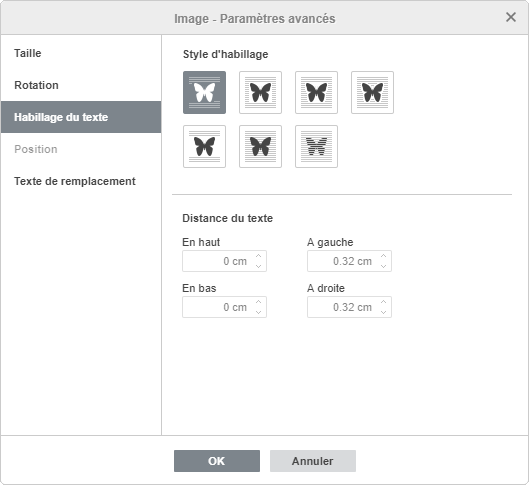 Image - Paramètres avancés
Taille
Rotation
Habillage du texte
Position
Texte de remplacement
Style d'habillage
Distance du texte
En haut A gauche
0 cm 0.32 cm
En bas A droite
0 cm 0.32 cm
OK Annuler